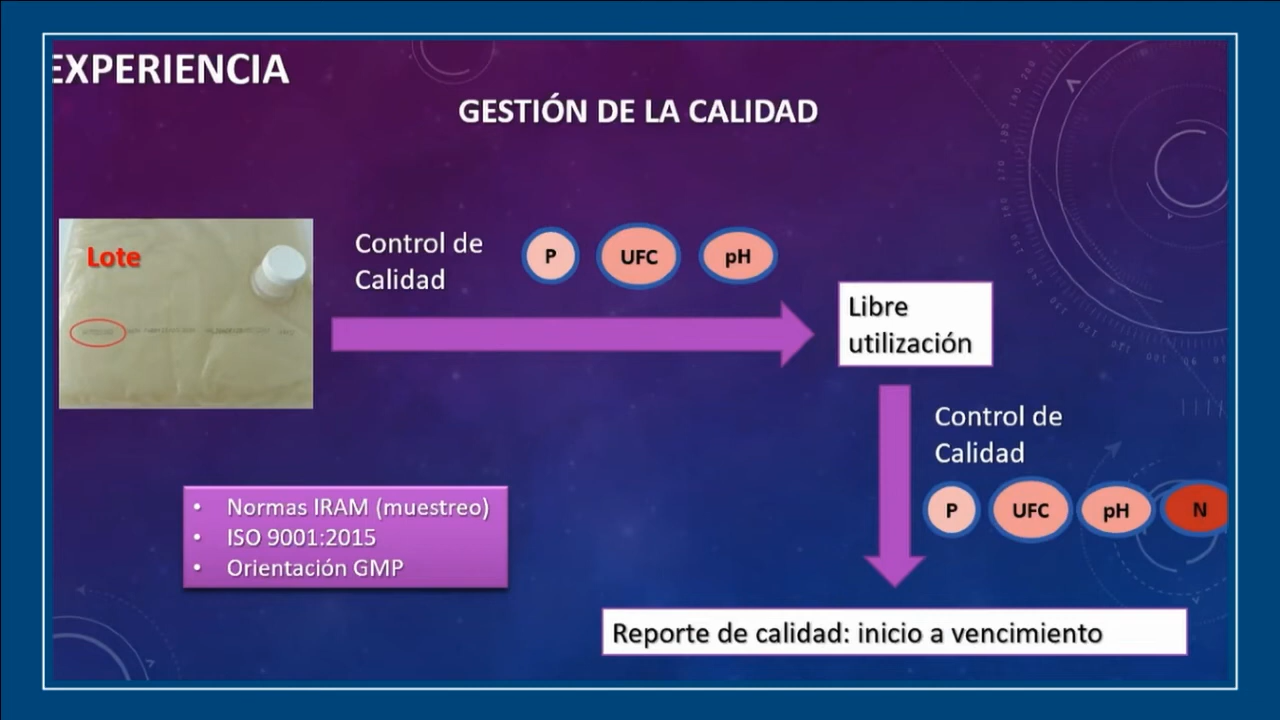 EXPERIENCIA
GESTIÓN DE LA CALIDAD
Lote
Control de
Calidad
P
UFC
pH
Libre
utilización
Control de
Calidad
P
UFC
pH
N
• Normas IRAM (muestreo)
• ISO 9001:2015
• Orientación GMP
Reporte de calidad: inicio a vencimiento